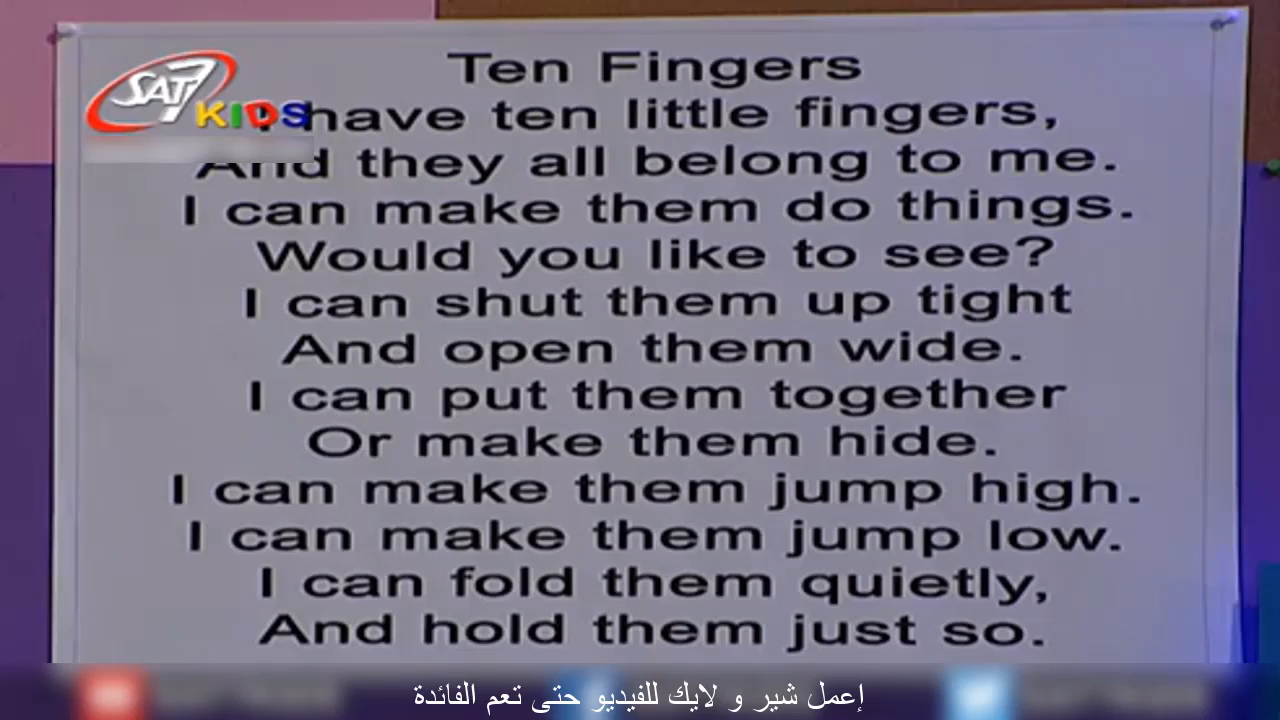 SAT7
KIDS
Ten Fingers
I have ten little fingers,
And they all belong to me.
I can make them do things.
Would you like to see?
I can shut them up tight
And open them wide.
I can put them together
Or make them hide.
I can make them jump high.
I can make them jump low.
I can fold them quietly,
And hold them just so.
إعمل شير و لايك للفيديو حتى تعم الفائدة